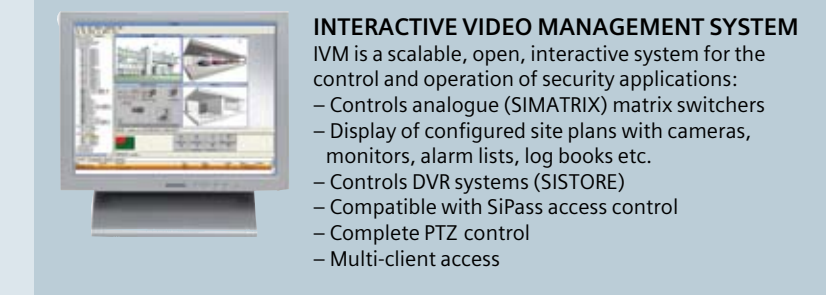 INTERACTIVE VIDEO MANAGEMENT SYSTEM
IVM is a scalable, open, interactive system for the
control and operation of security applications:
– Controls analogue (SIMATRIX) matrix switchers
– Display of configured site plans with cameras,
monitors, alarm lists, log books etc.
– Controls DVR systems (SISTORE)
– Compatible with SiPass access control
– Complete PTZ control
– Multi-client access